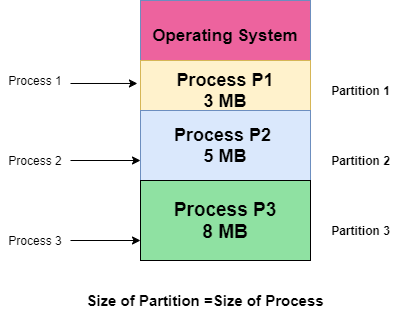 Operating System
Process 1
Process P1
3 MB
Partition 1
Process 2
Process P2
5 MB
Partition 2
Process 3
Process P3
8 MB
Partition 3
Size of Partition =Size of Process